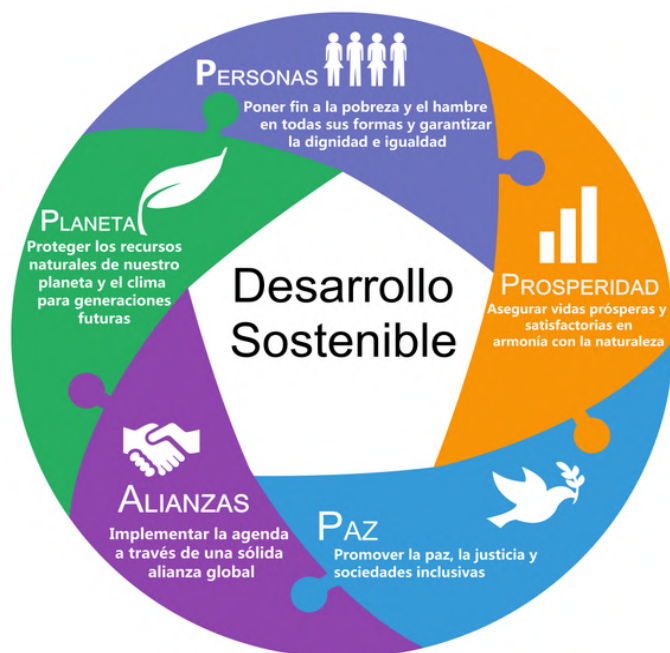 PERSONAS
Poner fin a la pobreza y el hambre
en todas sus formas y garantizar
la dignidad e igualdad
PROSPERIDAD
Asegurar vidas prósperas y
satisfactorias en
armonía con la naturaleza
PAZ
Promover la paz, la justicia y
sociedades inclusivas
ALIANZAS
Implementar la agenda
a través de una sólida
alianza global
PLANETA
Proteger los recursos
naturales de nuestro
planeta y el clima
para generaciones
futuras
Desarrollo
Sostenible